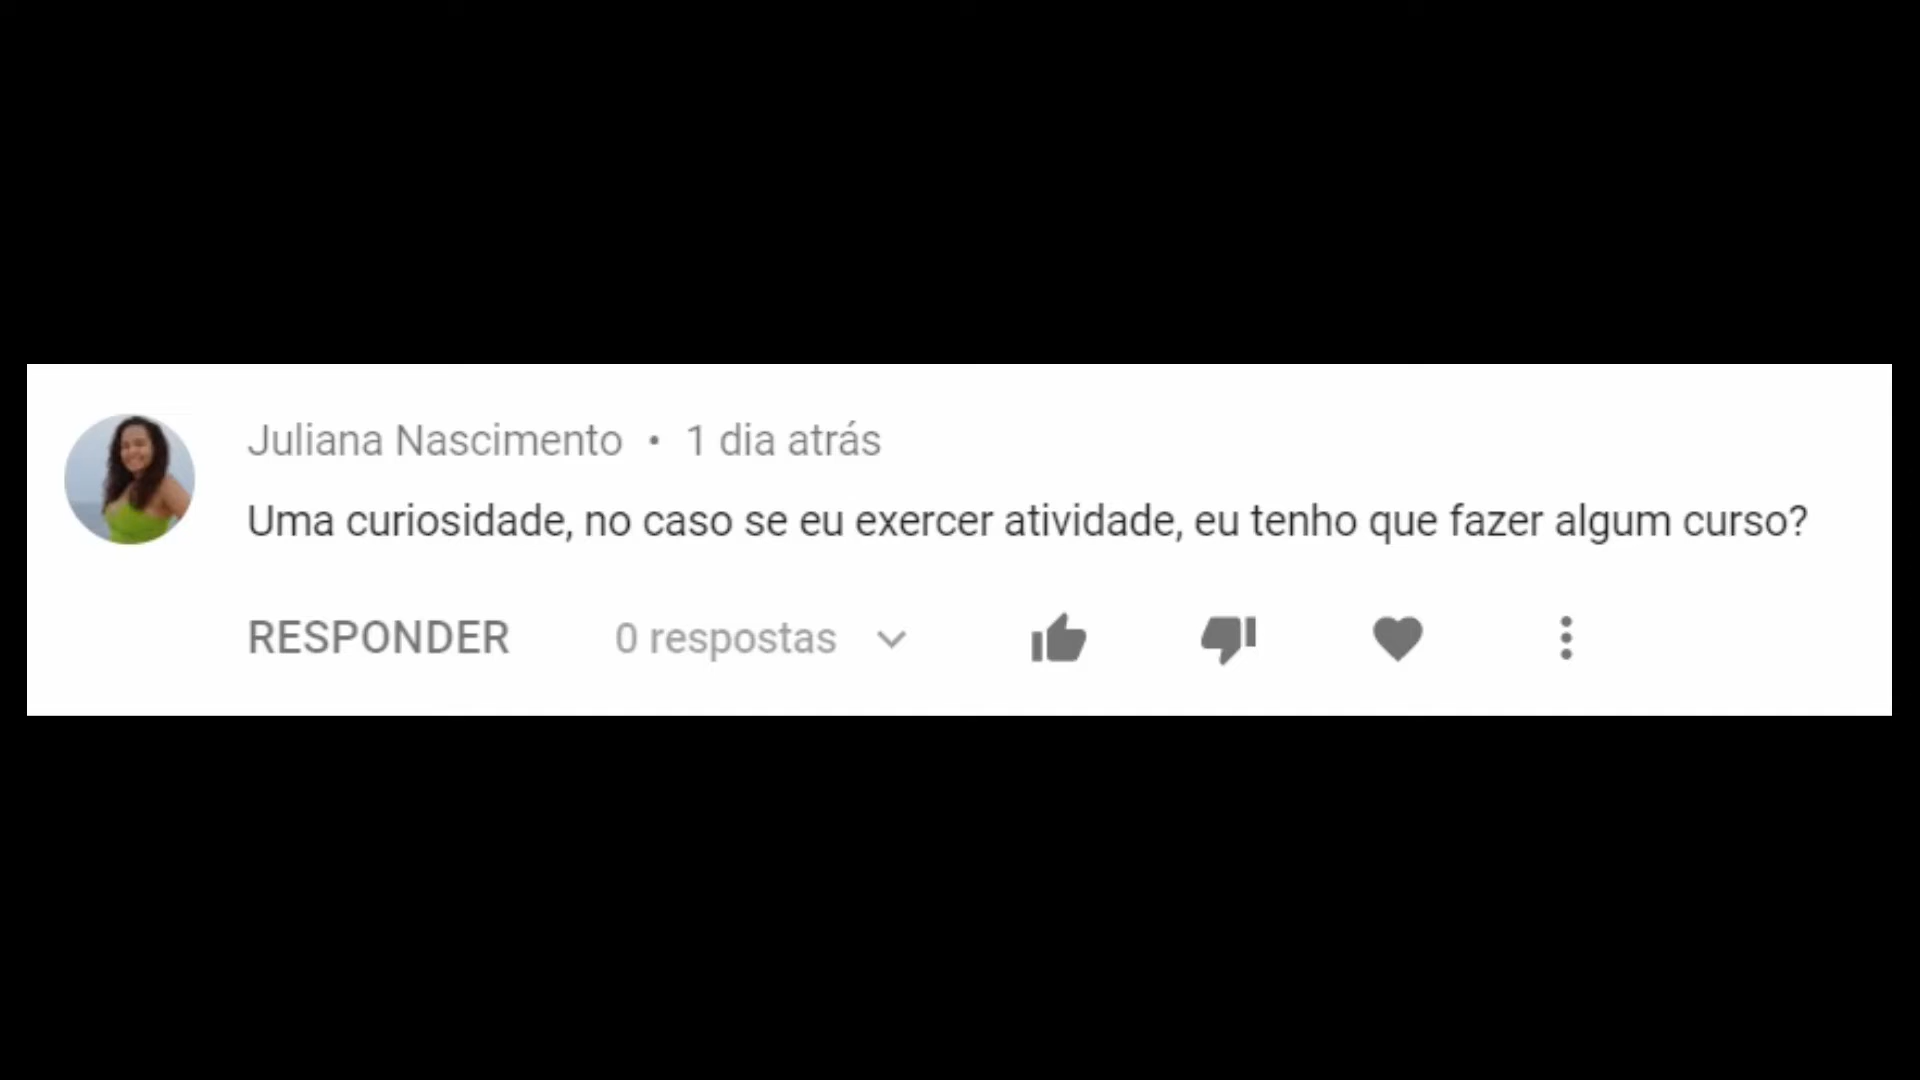 Juliana Nascimento • 1 dia atrás
Uma curiosidade, no caso se eu exercer atividade, eu tenho que fazer algum curso?
RESPONDER 0 respostas